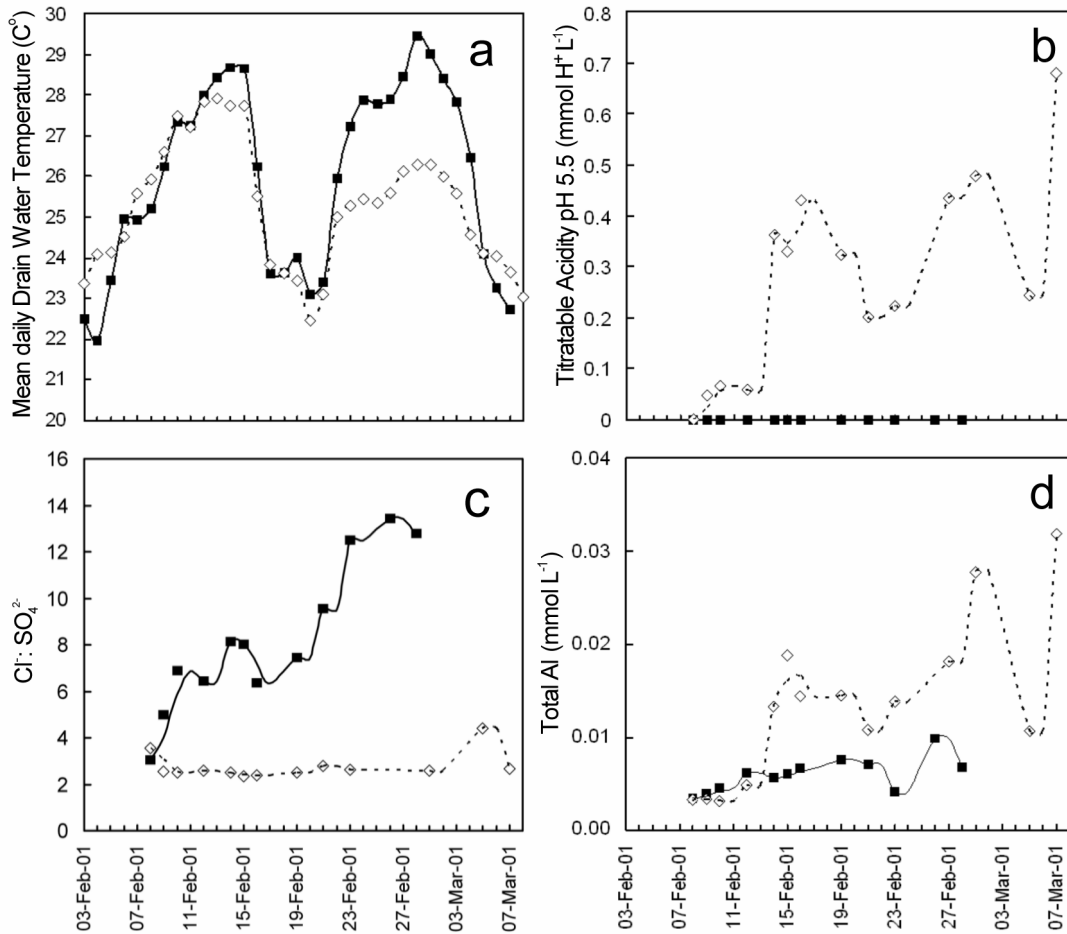 Mean daily Drain Water Temperature (Cº)
30
29
28
27
26
25
24
23
22
21
20
a
Titratable Acidity pH 5.5 (mmol H⁺ L⁻¹)
0.8
0.7
0.6
0.5
0.4
0.3
0.2
0.1
0
b
Cl⁻: SO₄²⁻
16
14
12
10
8
6
4
2
0
c
03-Feb-01
07-Feb-01
11-Feb-01
15-Feb-01
19-Feb-01
23-Feb-01
27-Feb-01
03-Mar-01
07-Mar-01
Total Al (mmol L⁻¹)
0.04
0.03
0.02
0.01
0.00
d
03-Feb-01
07-Feb-01
11-Feb-01
15-Feb-01
19-Feb-01
23-Feb-01
27-Feb-01
03-Mar-01
07-Mar-01